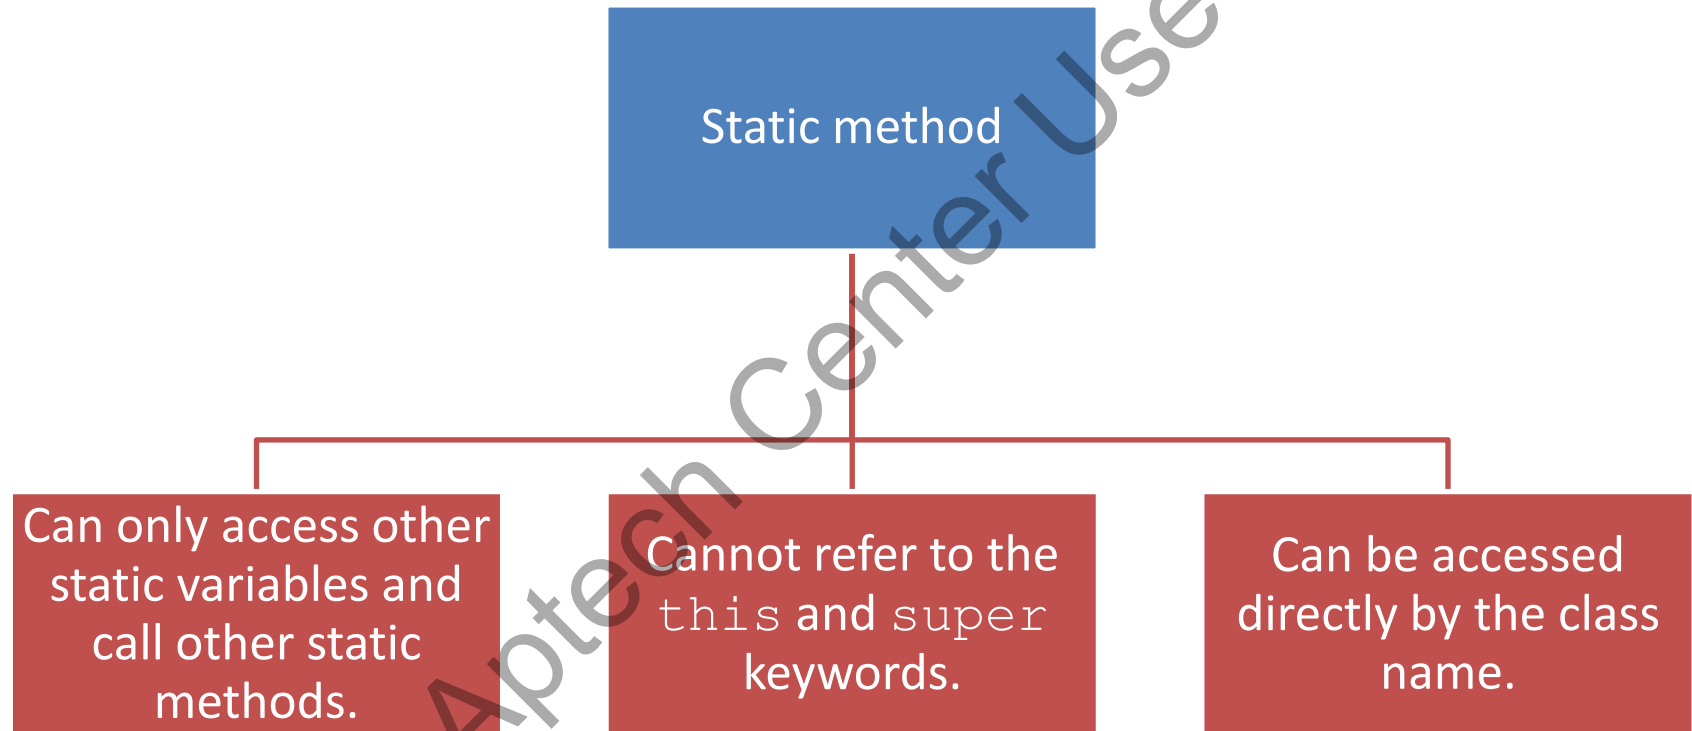 Static method
Can only access other
static variables and
call other static
methods.
Cannot refer to the
this and super
keywords.
Can be accessed
directly by the class
name.
Aptech Center Use